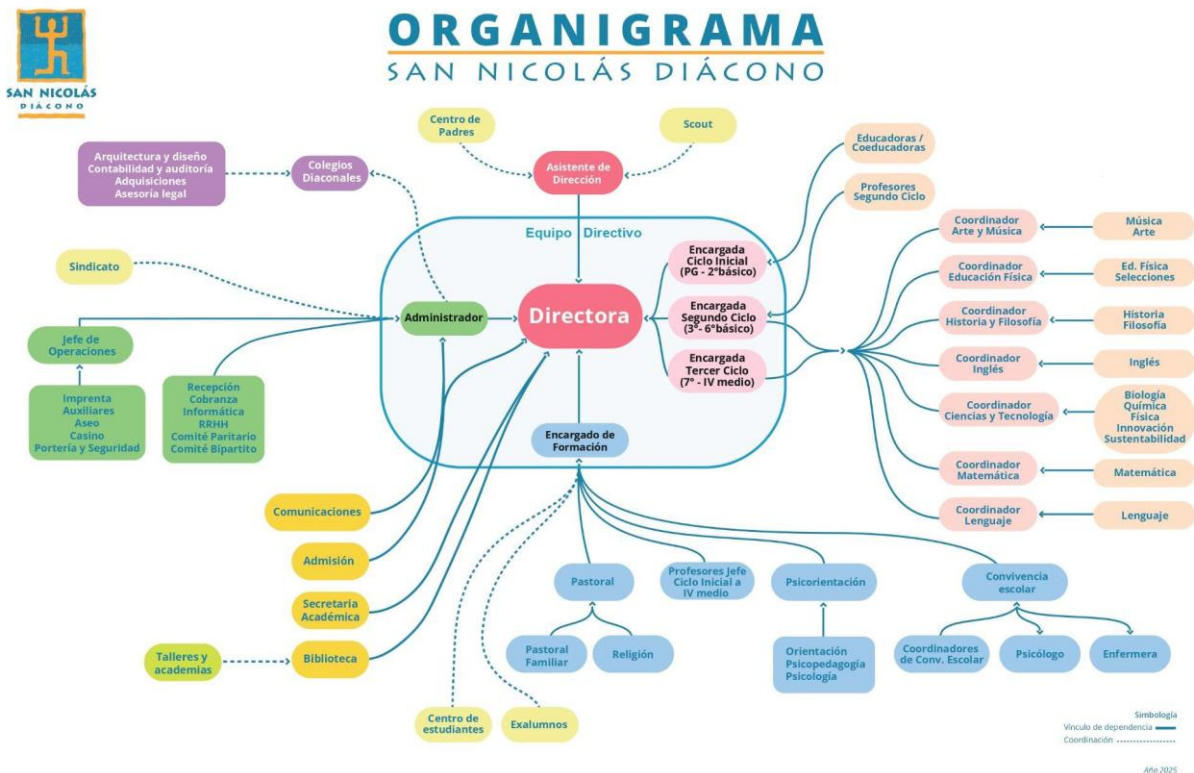 ORGANIGRAMA
SAN NICOLÁS DIÁCONO
SAN NICOLÁS
DIÁCONO
Centro de
Padres
Scout
Asistente de
Dirección
Arquitectura y diseño
Contabilidad y auditoría
Adquisiciones
Asesoría legal
Colegios
Diaconales
Sindicato
Equipo Directivo
Administrador
Directora
Encargada
Ciclo Inicial
(PG - 2°básico)
Encargada
Segundo Ciclo
(3°- 6°básico)
Encargada
Tercer Ciclo
(7° - IV medio)
Encargado de
Formación
Educadoras /
Coeducadoras
Profesores
Segundo Ciclo
Coordinador
Arte y Música
Música
Arte
Coordinador
Educación Física
Ed. Física
Selecciones
Coordinador
Historia y Filosofía
Historia
Filosofía
Coordinador
Inglés
Inglés
Coordinador
Ciencias y Tecnología
Biología
Química
Física
Innovación
Sustentabilidad
Coordinador
Matemática
Matemática
Coordinador
Lenguaje
Lenguaje
Jefe de
Operaciones
Imprenta
Auxiliares
Aseo
Casino
Portería y Seguridad
Recepción
Cobranza
Informática
RRHH
Comité Paritario
Comité Bipartito
Comunicaciones
Admisión
Secretaria
Académica
Biblioteca
Talleres y
academias
Centro de
estudiantes
Exalumnos
Pastoral
Pastoral
Familiar
Religión
Profesores Jefe
Ciclo Inicial a
IV medio
Psicorientación
Orientación
Psicopedagogía
Psicología
Convivencia
escolar
Coordinadores
de Conv. Escolar
Psicólogo
Enfermera
Simbología
Vínculo de dependencia
Coordinación
Año 2025